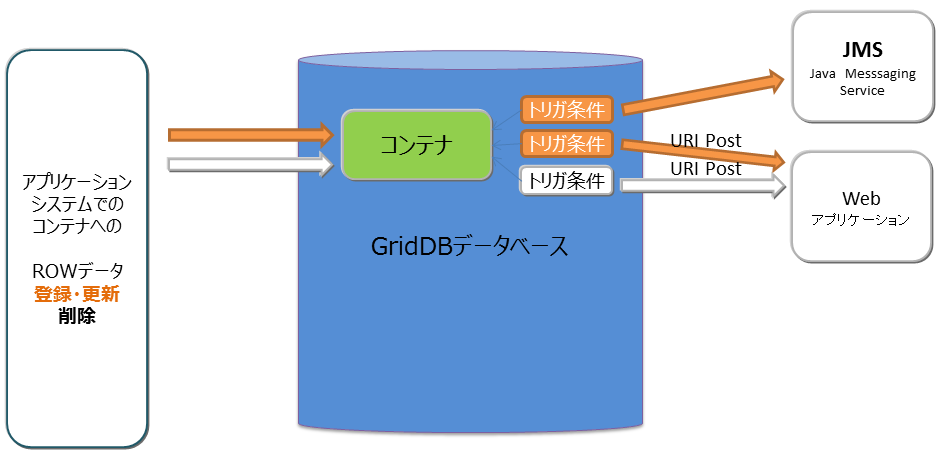 アプリケーション
システムでの
コンテナへの
ROWデータ
登録・更新
削除
コンテナ
トリガ条件
トリガ条件
トリガ条件
GridDBデータベース
URI Post
URI Post
JMS
Java Messsaging
Service
Web
アプリケーション